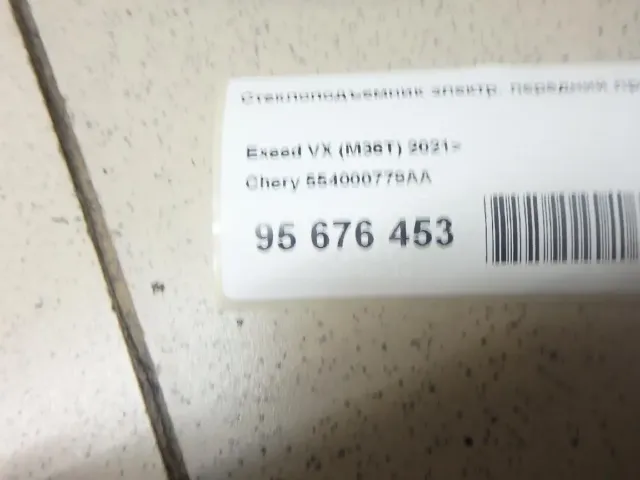 Стеклоподъемник электр. передний пр
Exeed VX (M36T) 2021>
Chery 554000779AA
95 676 453